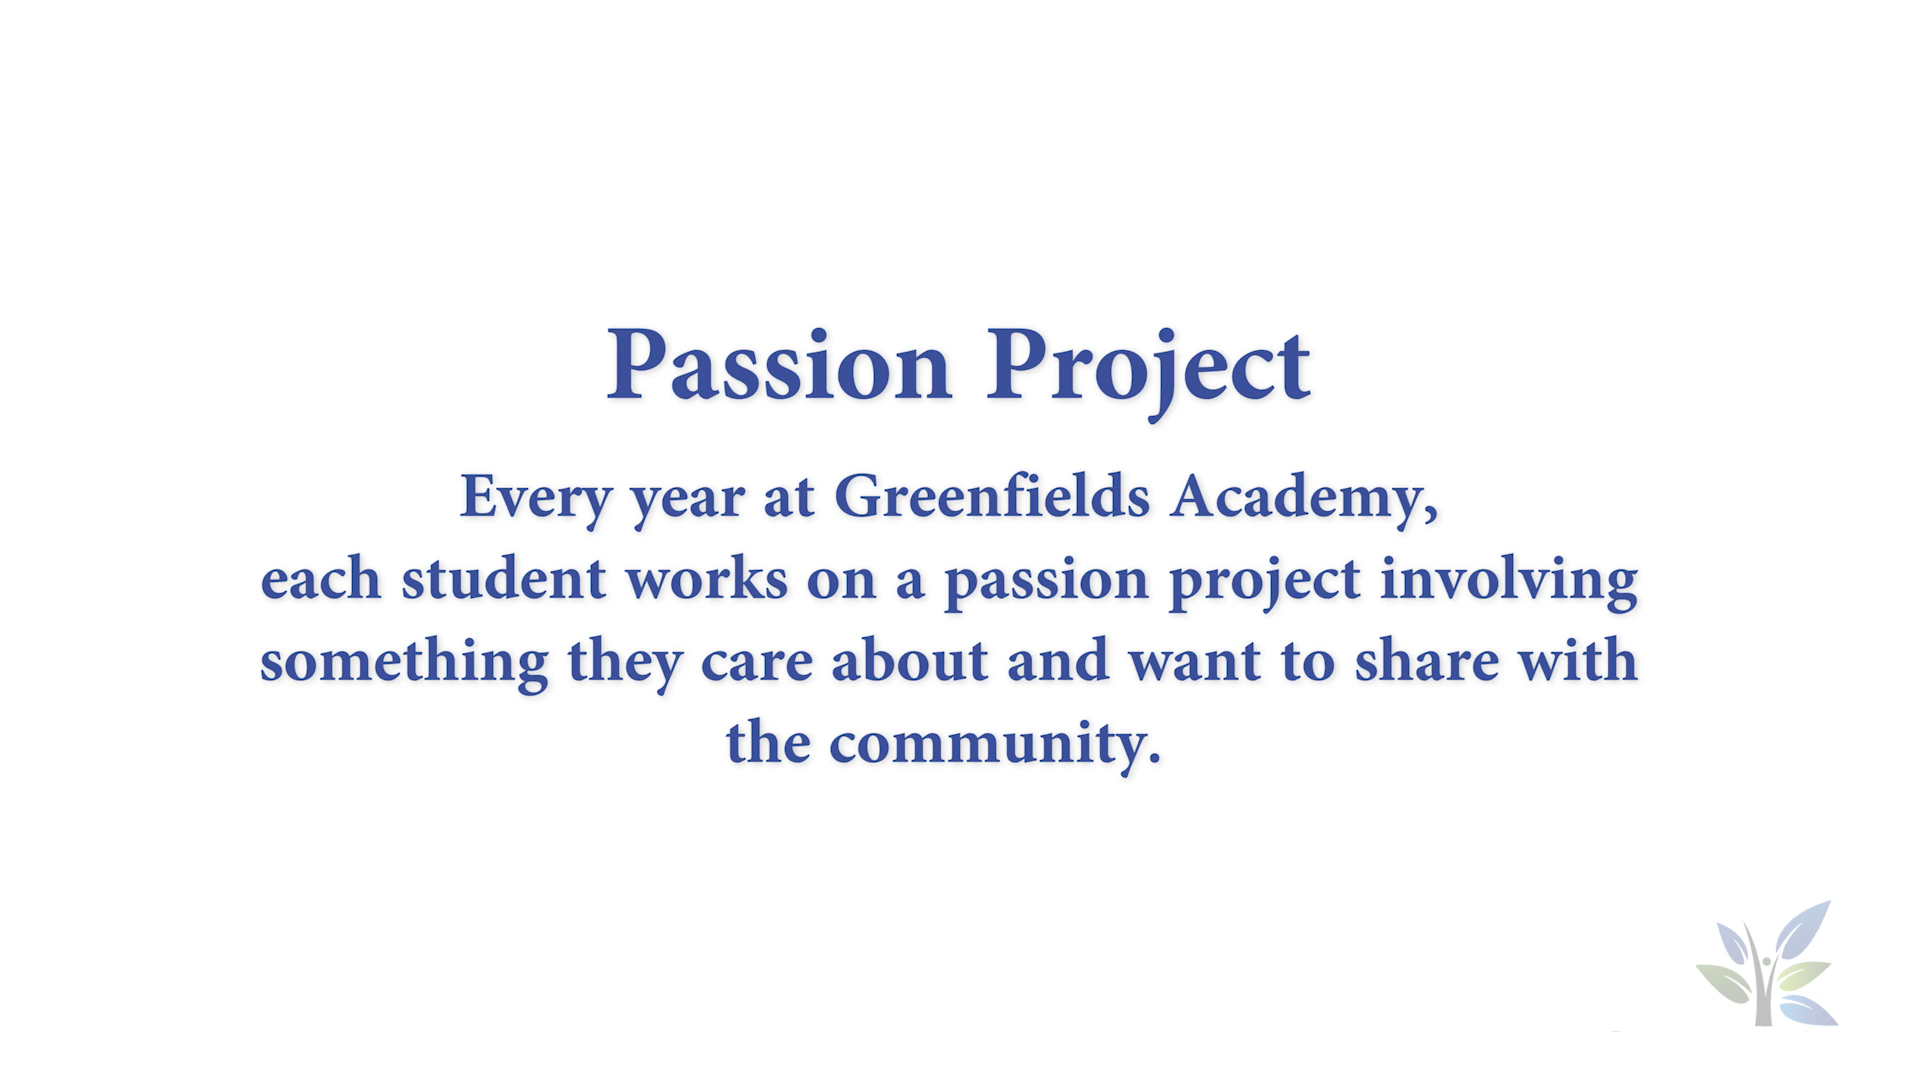 Passion Project
Every year at Greenfields Academy,
each student works on a passion project involving
something they care about and want to share with
the community.